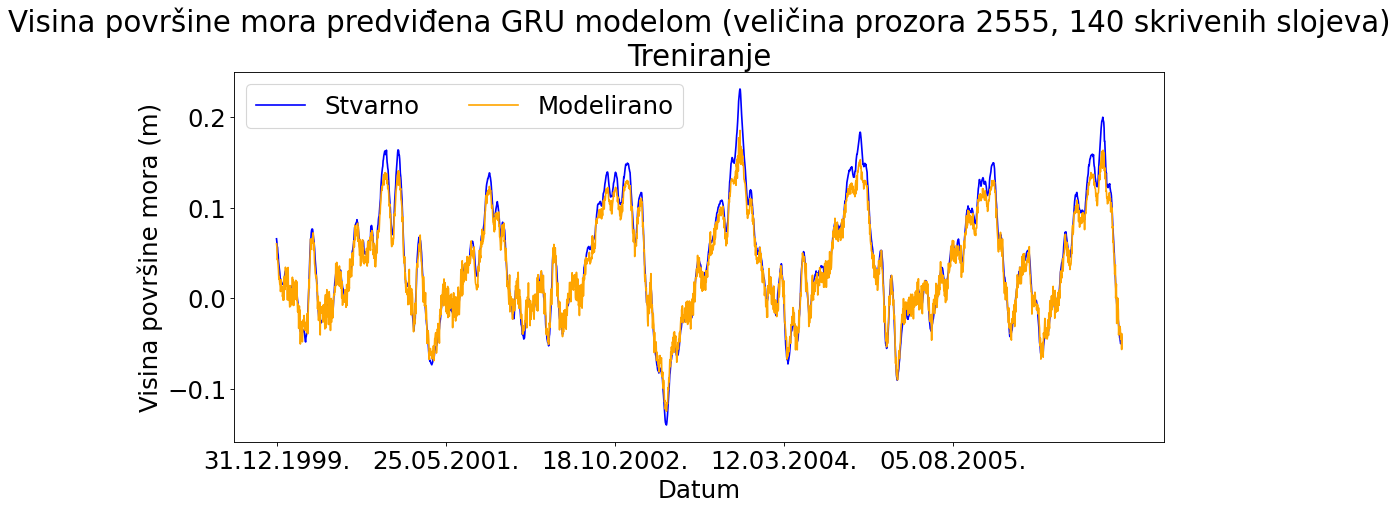 Visina površine mora predviđena GRU modelom (veličina prozora 2555, 140 skrivenih slojeva)
Treniranje
Stvarno Modelirano
Visina površine mora (m)
0.2
0.1
0.0
−0.1
31.12.1999. 25.05.2001. 18.10.2002. 12.03.2004. 05.08.2005.
Datum